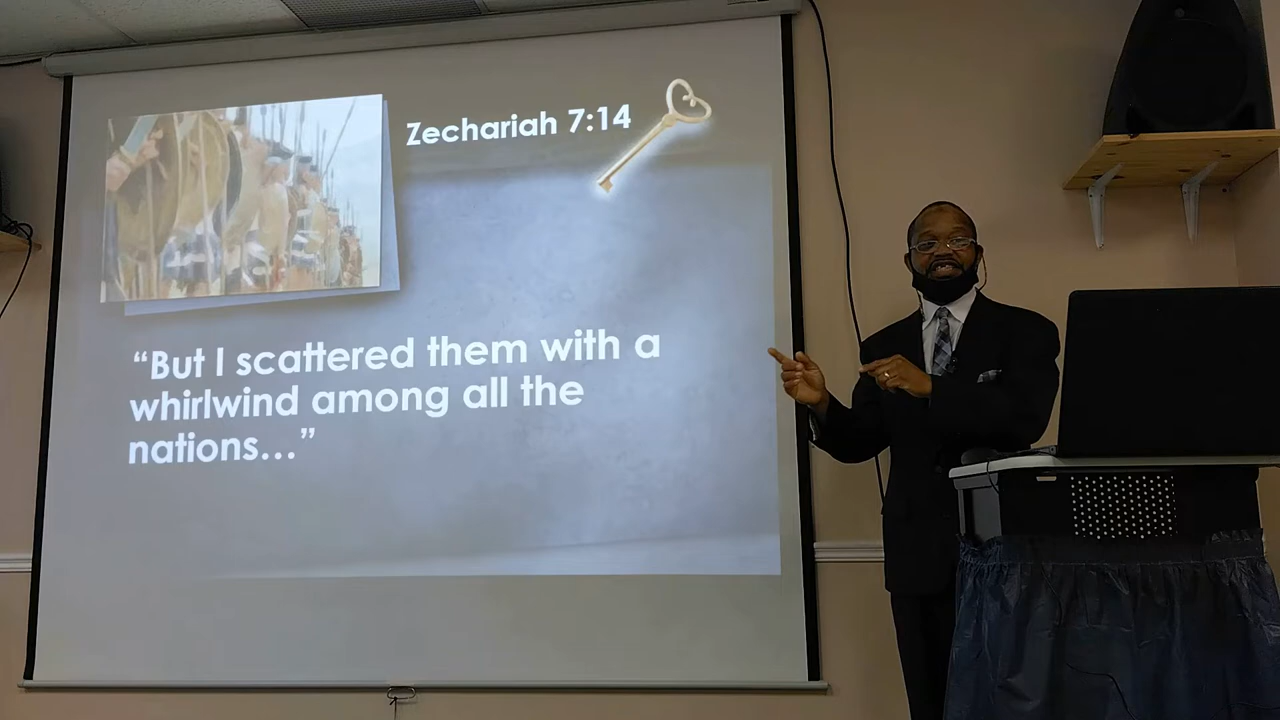 Zechariah 7:14
“But I scattered them with a
whirlwind among all the
nations…”